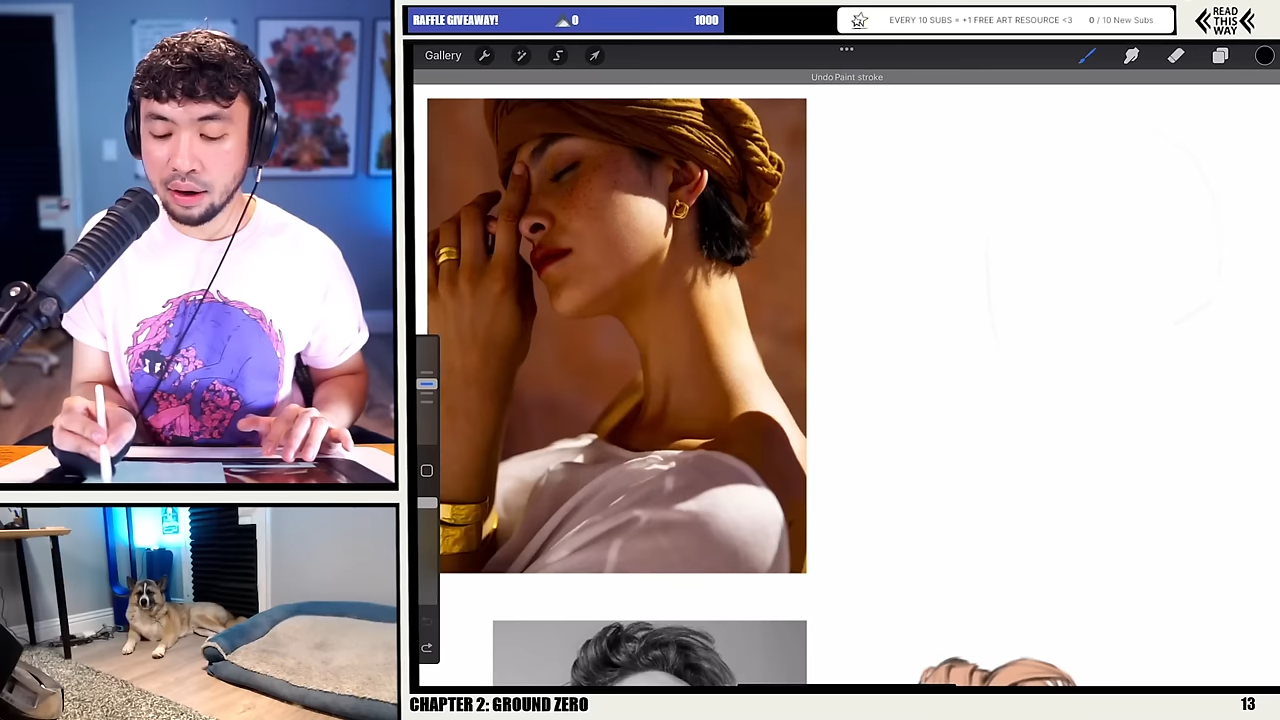 RAFFLE GIVEAWAY! 0 1000
EVERY 10 SUBS = +1 FREE ART RESOURCE <3 0 / 10 New Subs
READ
THIS
WAY
Gallery
Undo Paint stroke
CHAPTER 2: GROUND ZERO
13